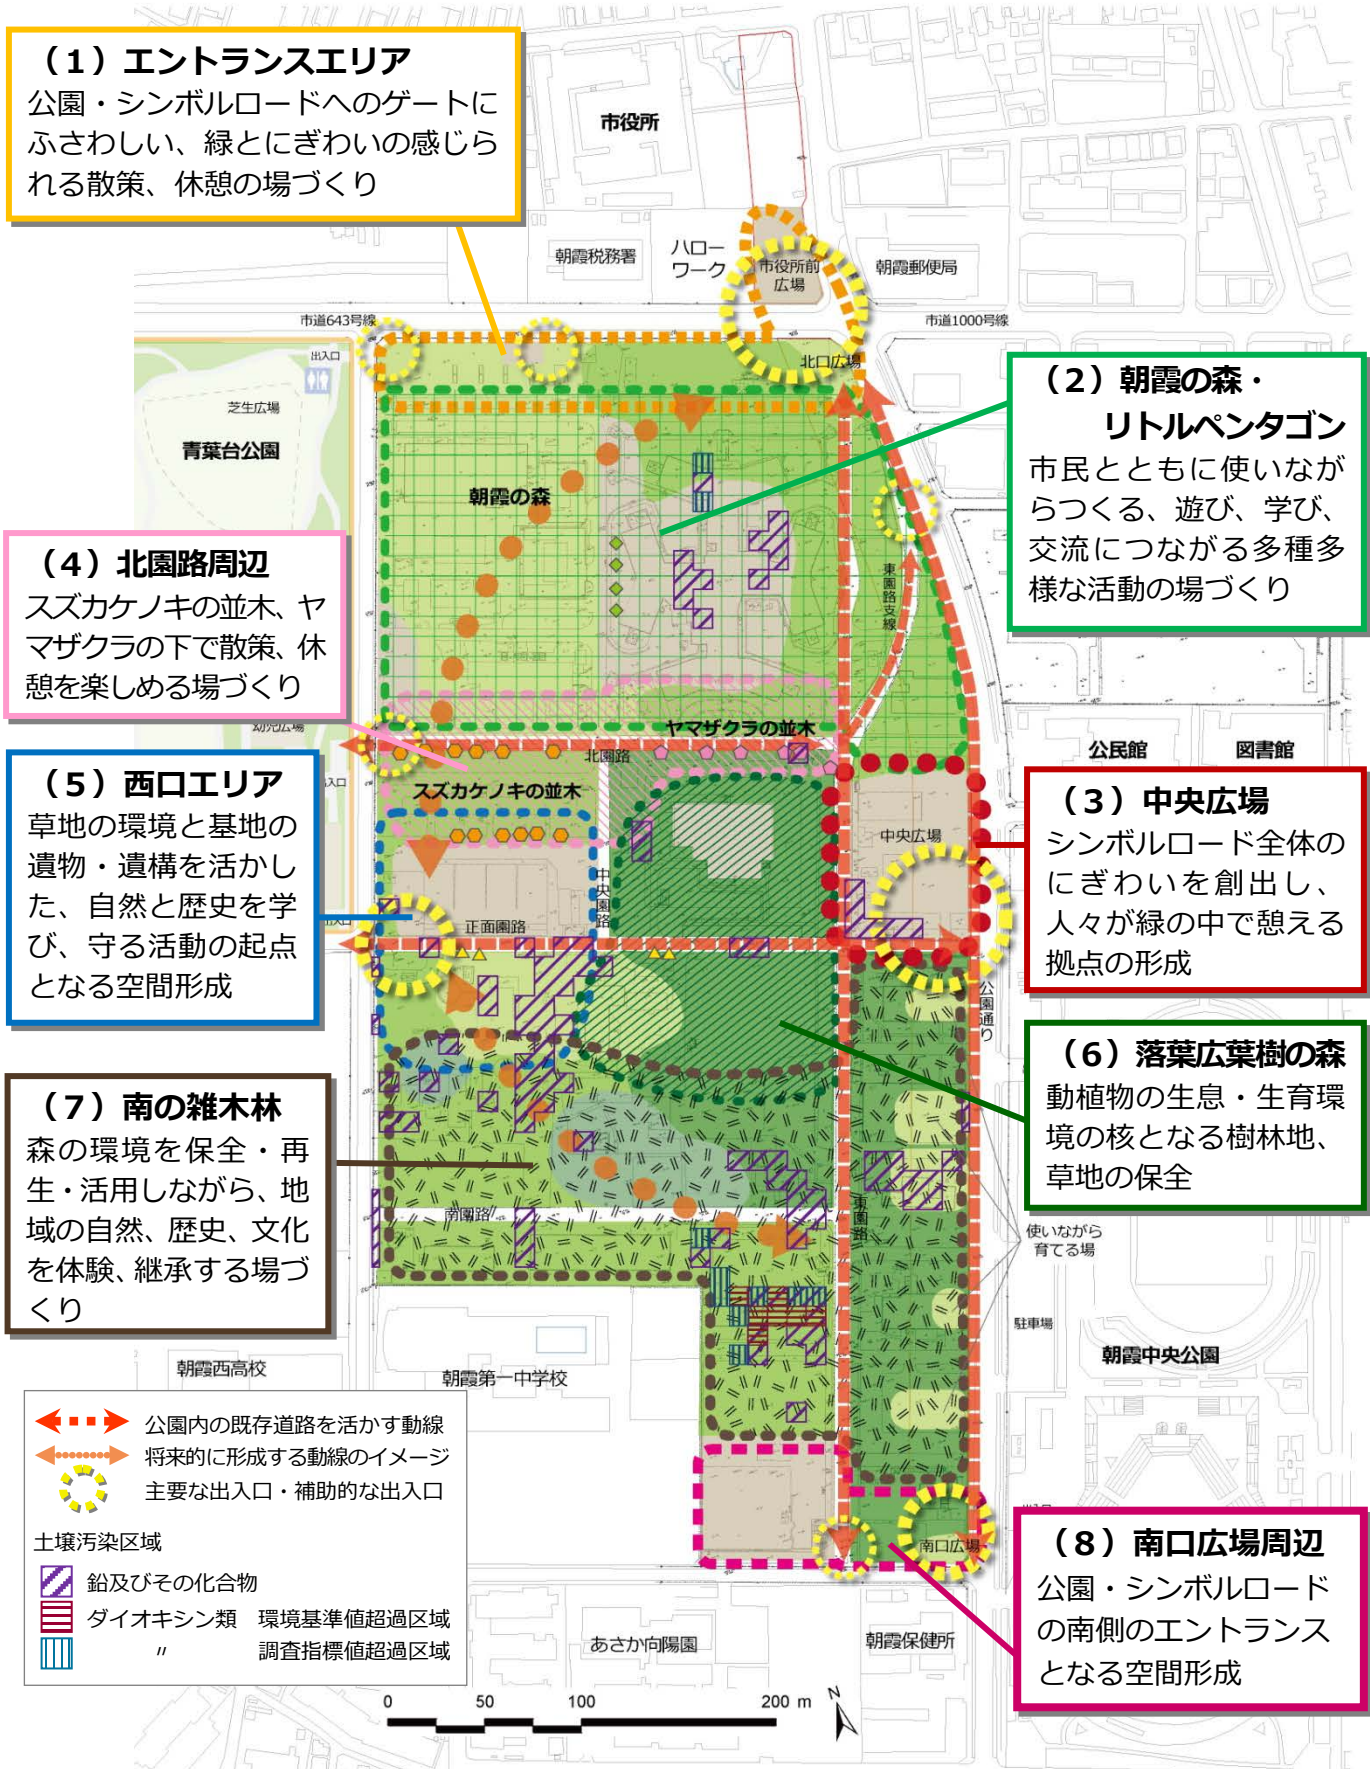 （１）エントランスエリア
公園・シンボルロードへのゲートに
ふさわしい、緑とにぎわいの感じら
れる散策、休憩の場づくり
市役所
朝霞税務署
ハロー
ワーク
市役所前
広場
朝霞郵便局
市道643号線
市道1000号線
出入口
北口広場
芝生広場
青葉台公園
（２）朝霞の森・
リトルペンタゴン
市民とともに使いなが
らつくる、遊び、学び、
交流につながる多種多
様な活動の場づくり
朝霞の森
東園路支線
（４）北園路周辺
スズカケノキの並木、ヤ
マザクラの下で散策、休
憩を楽しめる場づくり
幼児広場
ヤマザクラの並木
北園路
公民館
図書館
（５）西口エリア
草地の環境と基地の
遺物・遺構を活かし
た、自然と歴史を学
び、守る活動の起点
となる空間形成
入口
スズカケノキの並木
中央広場
（３）中央広場
シンボルロード全体の
にぎわいを創出し、
人々が緑の中で憩える
拠点の形成
中央園路
正面園路
公園通り
（６）落葉広葉樹の森
動植物の生息・生育環
境の核となる樹林地、
草地の保全
（７）南の雑木林
森の環境を保全・再
生・活用しながら、地
域の自然、歴史、文化
を体験、継承する場づ
くり
南園路
東園路
使いながら
育てる場
駐車場
朝霞中央公園
朝霞西高校
朝霞第一中学校
公園内の既存道路を活かす動線
将来的に形成する動線のイメージ
主要な出入口・補助的な出入口
土壌汚染区域
鉛及びその化合物
ダイオキシン類　環境基準値超過区域
〃　調査指標値超過区域
南口広場
（８）南口広場周辺
公園・シンボルロード
の南側のエントランス
となる空間形成
あさか向陽園
朝霞保健所
0 50 100 200 m
N